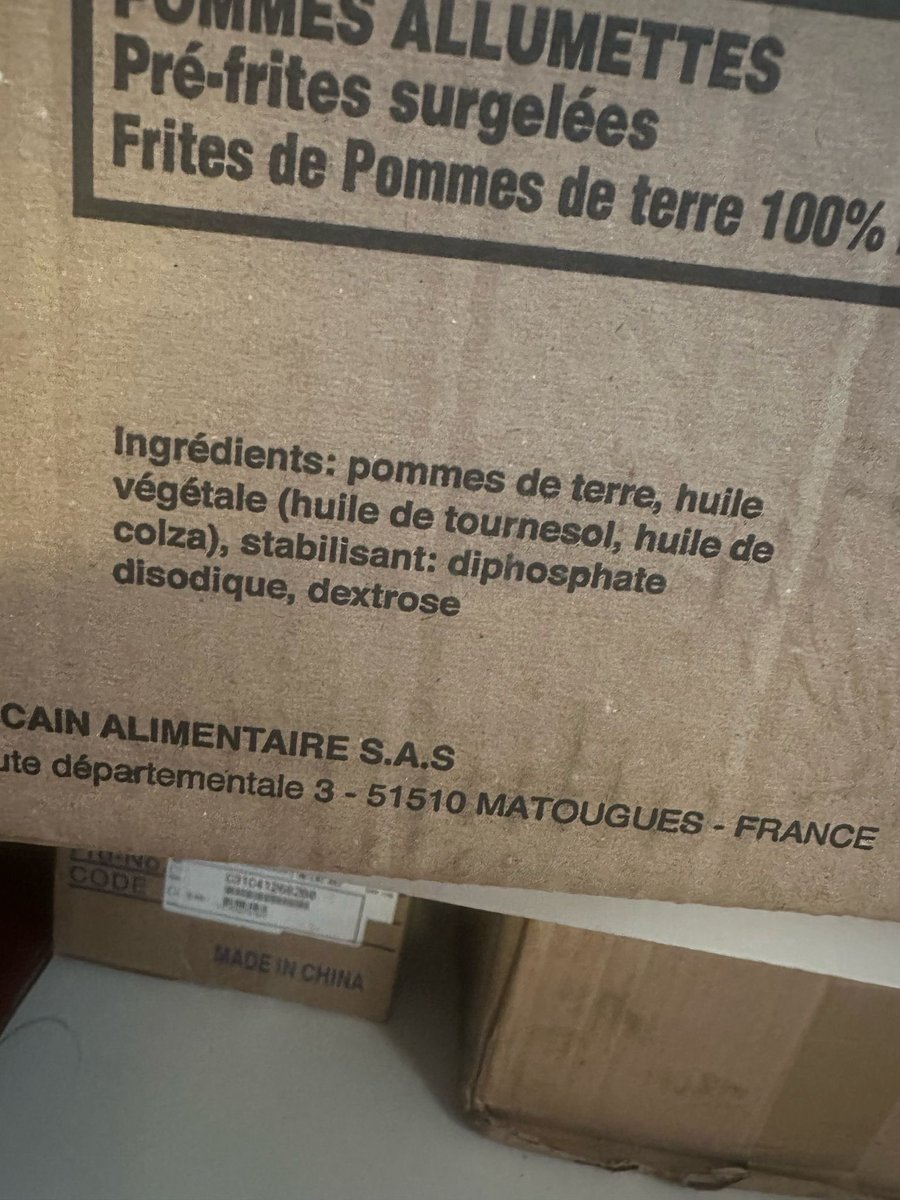 POMMES ALLUMETTES
Pré-frites surgelées
Frites de Pommes de terre 100%
Ingrédients: pommes de terre, huile
végétale (huile de tournesol, huile de
colza), stabilisant: diphosphate
disodique, dextrose
CAIN ALIMENTAIRE S.A.S
ute départementale 3 - 51510 MATOUGUES - FRANCE
CODE
MADE IN CHINA